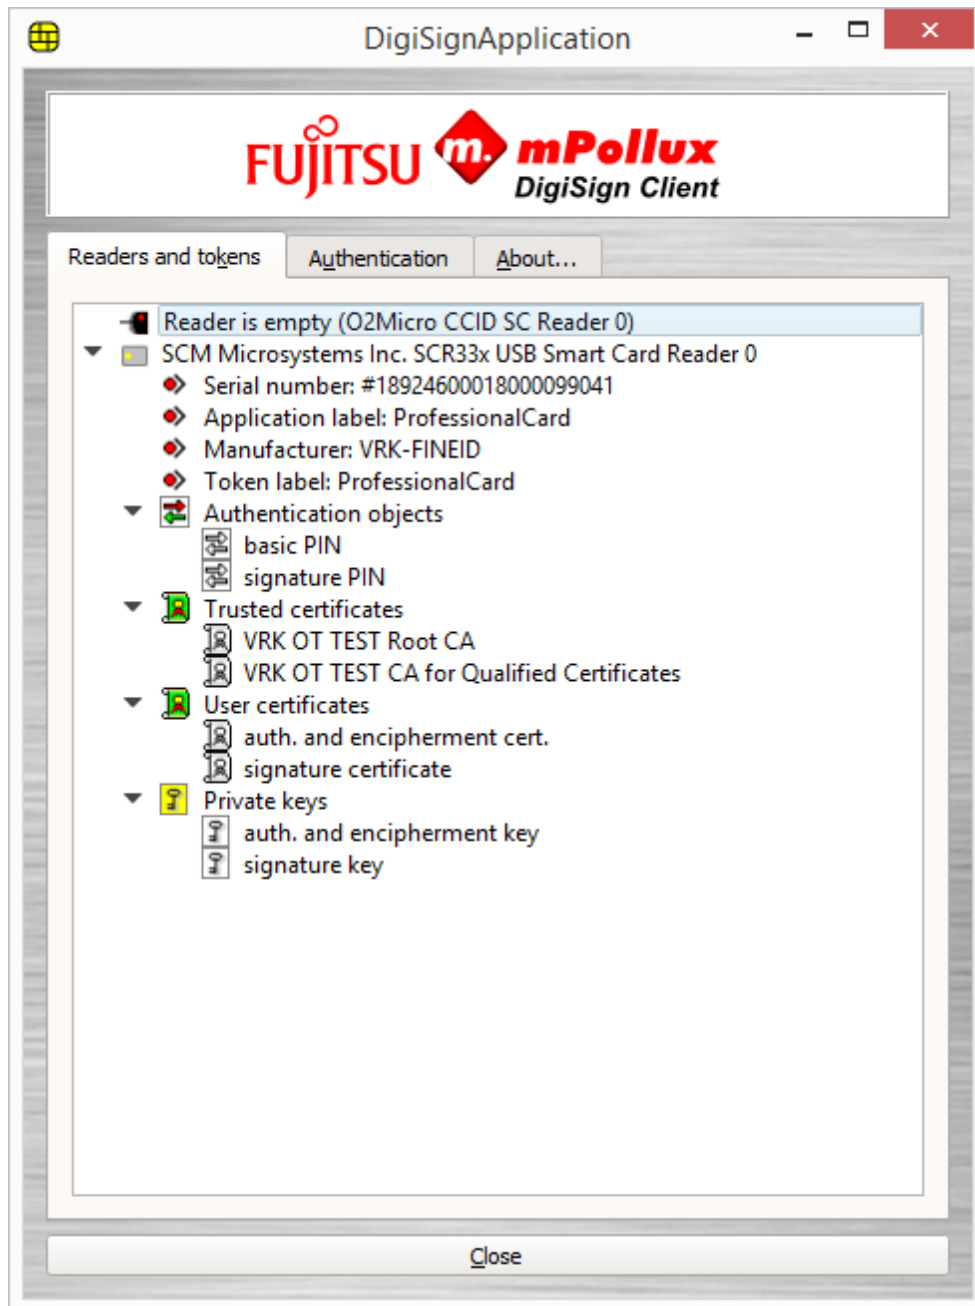 DigiSignApplication
FUJITSU m. mPollux
DigiSign Client
Readers and tokens Authentication About...
Reader is empty (O2Micro CCID SC Reader 0)
SCM Microsystems Inc. SCR33x USB Smart Card Reader 0
Serial number: #18924600018000099041
Application label: ProfessionalCard
Manufacturer: VRK-FINEID
Token label: ProfessionalCard
Authentication objects
basic PIN
signature PIN
Trusted certificates
VRK OT TEST Root CA
VRK OT TEST CA for Qualified Certificates
User certificates
auth. and encipherment cert.
signature certificate
Private keys
auth. and encipherment key
signature key
Close